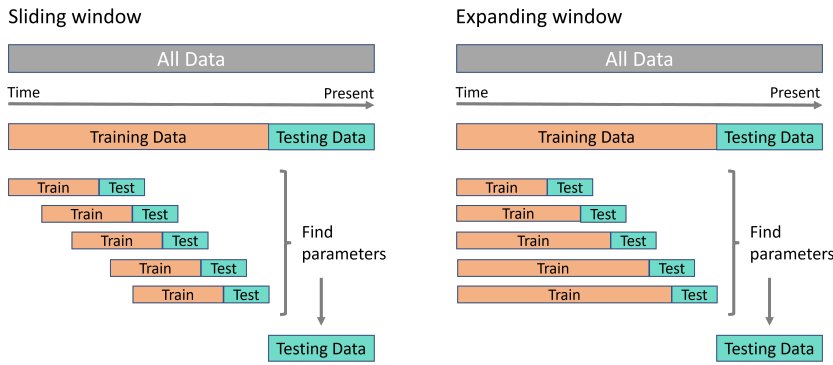 Sliding window
All Data
Time Present
Training Data Testing Data
Train Test
Train Test
Train Test
Train Test
Train Test
Find
parameters
Testing Data
Expanding window
All Data
Time Present
Training Data Testing Data
Train Test
Train Test
Train Test
Train Test
Train Test
Find
parameters
Testing Data